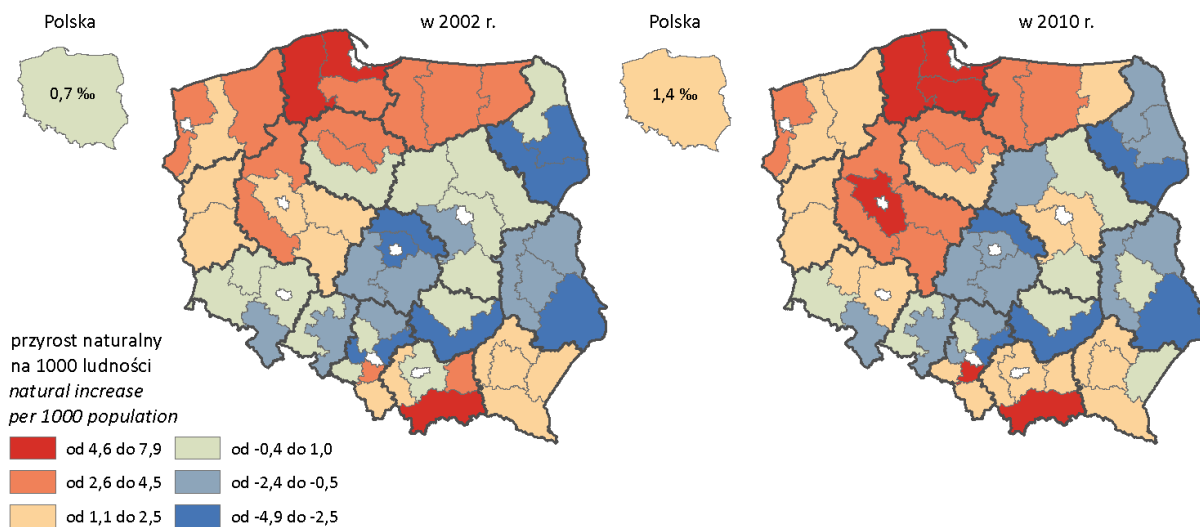 Polska
w 2002 r.
0,7 ‰
Polska
w 2010 r.
1,4 ‰
przyrost naturalny
na 1000 ludności
natural increase
per 1000 population
od 4,6 do 7,9
od -0,4 do 1,0
od 2,6 do 4,5
od -2,4 do -0,5
od 1,1 do 2,5
od -4,9 do -2,5